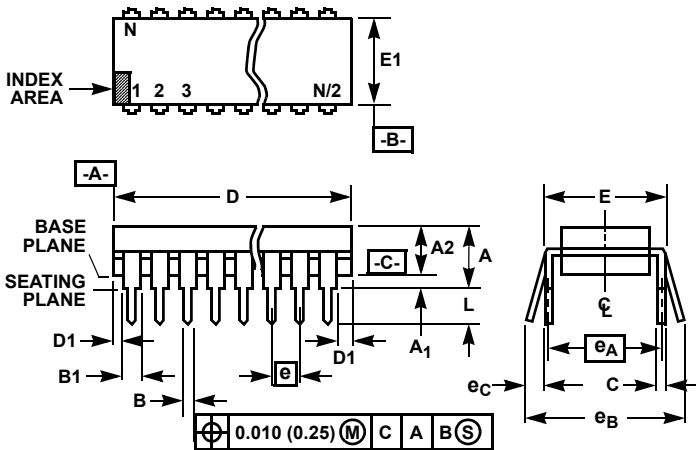 N
E1
INDEX
AREA
1 2 3 N/2
-B-
-A-
D
E
BASE
PLANE
A2
A
-C-
SEATING
PLANE
L
C L
D1
A1
D1
eA
B1
e
eC
C
B
eB
0.010 (0.25) M C A B S